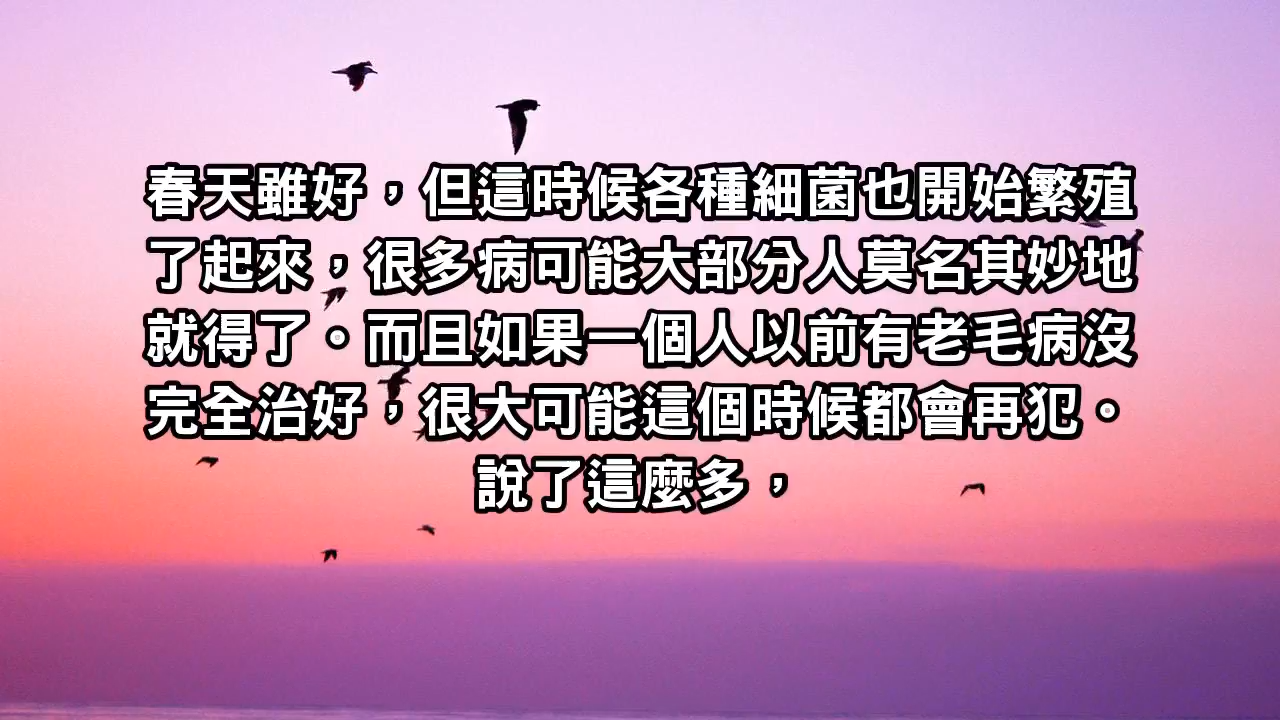 春天雖好，但這時候各種細菌也開始繁殖
了起來，很多病可能大部分人莫名其妙地
就得了。而且如果一個人以前有老毛病沒
完全治好，很大可能這個時候都會再犯。
說了這麼多，